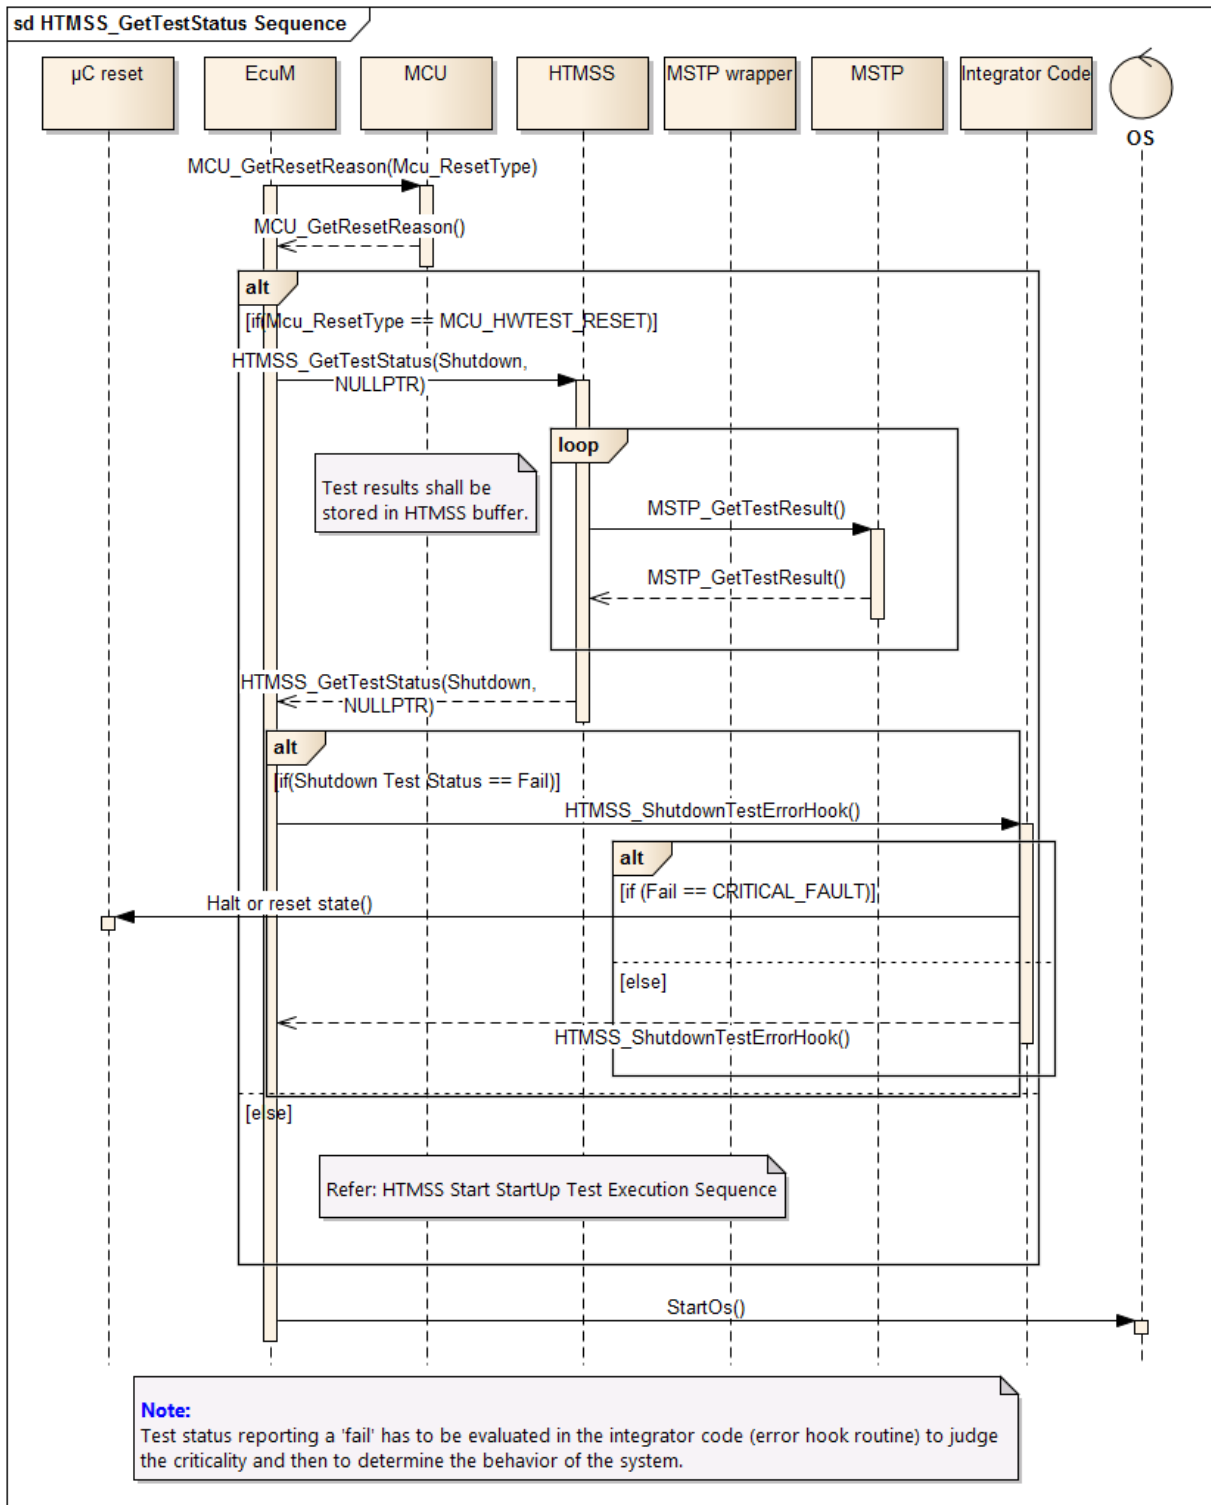 sd HTMSS_GetTestStatus Sequence
µC reset
EcuM
MCU
HTMSS
MSTP wrapper
MSTP
Integrator Code
OS
MCU_GetResetReason(Mcu_ResetType)
MCU_GetResetReason()
alt
[if(Mcu_ResetType == MCU_HWTEST_RESET)]
HTMSS_GetTestStatus(Shutdown,
NULLPTR)
loop
Test results shall be
stored in HTMSS buffer.
MSTP_GetTestResult()
MSTP_GetTestResult()
HTMSS_GetTestStatus(Shutdown,
NULLPTR)
alt
[if(Shutdown Test Status == Fail)]
HTMSS_ShutdownTestErrorHook()
alt
[if (Fail == CRITICAL_FAULT)]
Halt or reset state()
[else]
HTMSS_ShutdownTestErrorHook()
[else]
Refer: HTMSS Start StartUp Test Execution Sequence
StartOs()
Note:
Test status reporting a 'fail' has to be evaluated in the integrator code (error hook routine) to judge
the criticality and then to determine the behavior of the system.